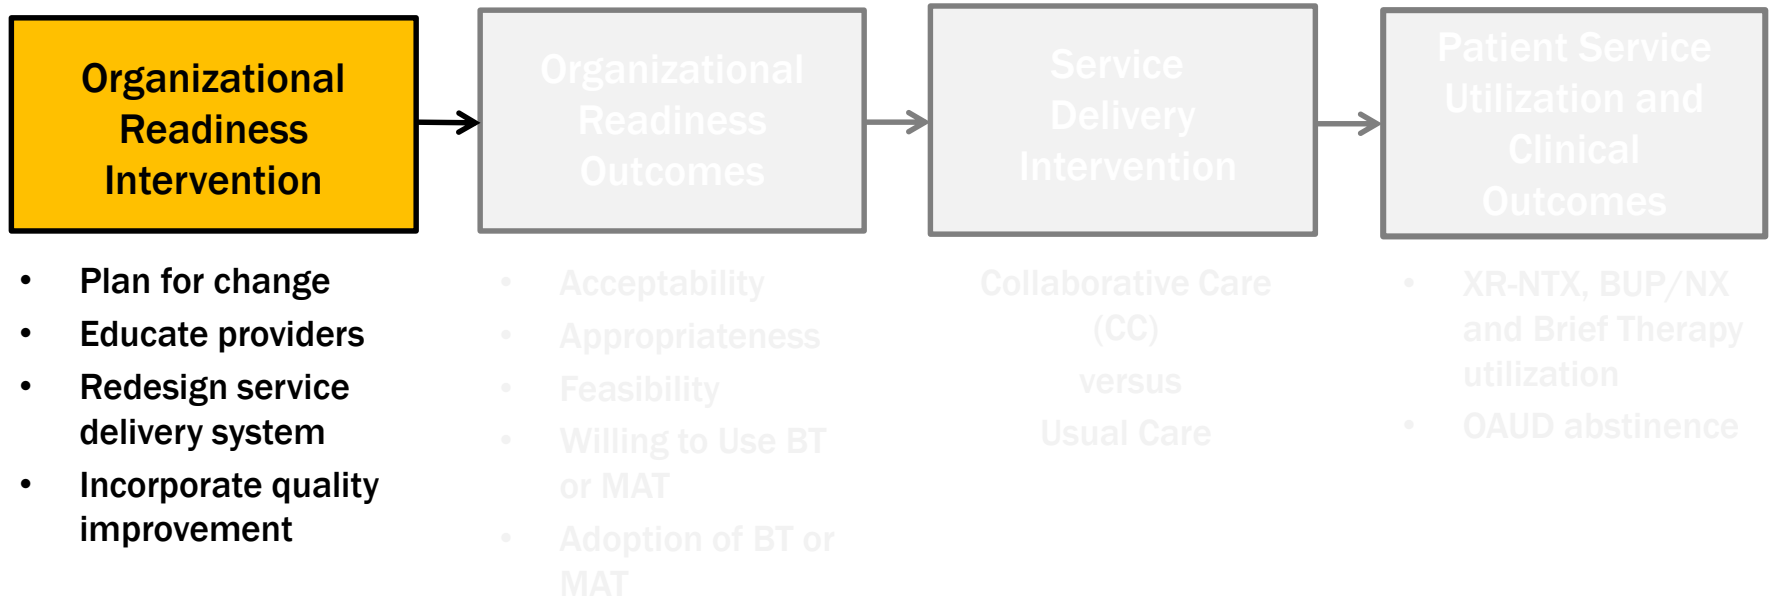 Organizational
Readiness
Intervention
• Plan for change
• Educate providers
• Redesign service
delivery system
• Incorporate quality
improvement
Organizational
Readiness
Outcomes
• Acceptability
• Appropriateness
• Feasibility
• Willing to Use BT
or MAT
• Adoption of BT or
MAT
Service
Delivery
Intervention
Collaborative Care
(CC)
versus
Usual Care
Patient Service
Utilization and
Clinical
Outcomes
• XR-NTX, BUP/NX
and Brief Therapy
utilization
• OAUD abstinence